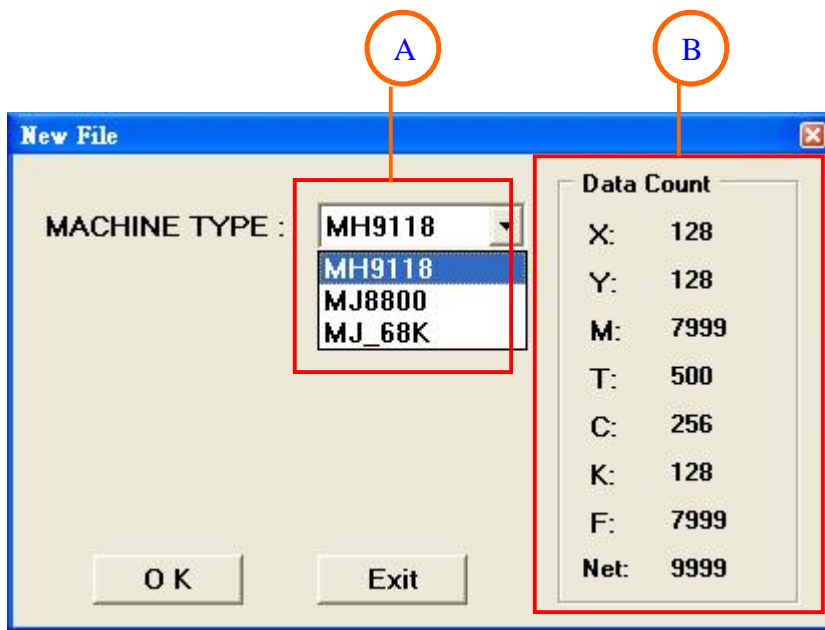 A B
New File
MACHINE TYPE : MH9118
MH9118
MJ8800
MJ_68K
Data Count
X: 128
Y: 128
M: 7999
T: 500
C: 256
K: 128
F: 7999
Net: 9999
O K Exit